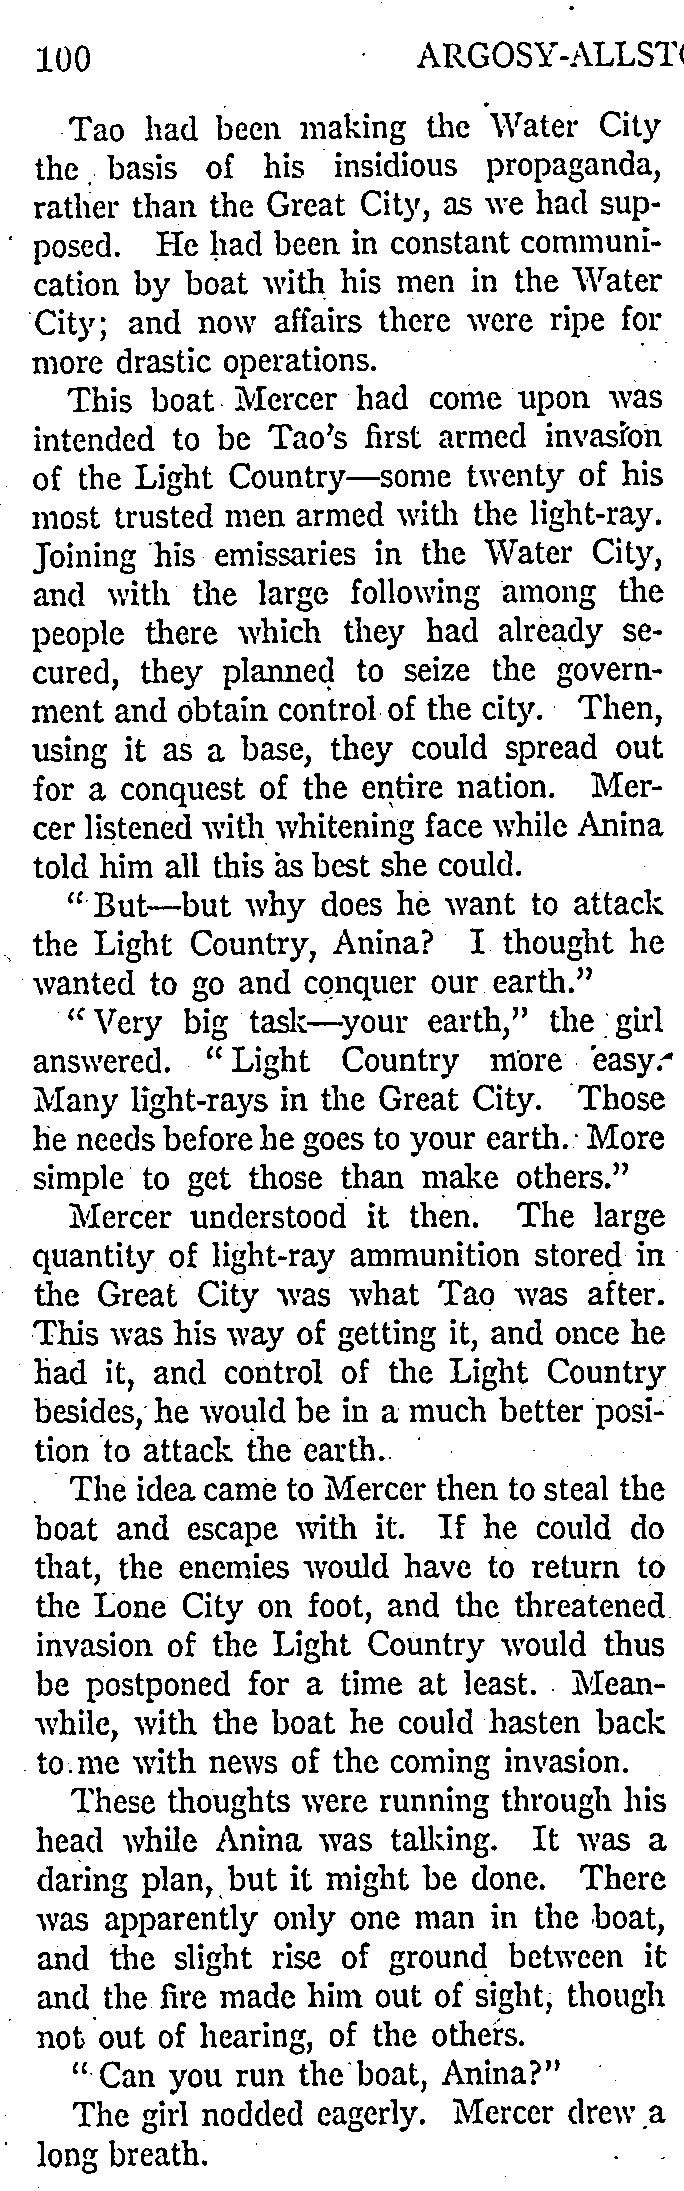 100 ARGOSY-ALLST
Tao had been making the Water City
the basis of his insidious propaganda,
rather than the Great City, as we had sup-
posed. He had been in constant communi-
cation by boat with his men in the Water
City; and now affairs there were ripe for
more drastic operations.
This boat Mercer had come upon was
intended to be Tao's first armed invasion
of the Light Country—some twenty of his
most trusted men armed with the light-ray.
Joining his emissaries in the Water City,
and with the large following among the
people there which they had already se-
cured, they planned to seize the govern-
ment and obtain control of the city. Then,
using it as a base, they could spread out
for a conquest of the entire nation. Mer-
cer listened with whitening face while Anina
told him all this as best she could.
"But—but why does he want to attack
the Light Country, Anina? I thought he
wanted to go and conquer our earth."
"Very big task—your earth," the girl
answered. "Light Country more easy.
Many light-rays in the Great City. Those
he needs before he goes to your earth. More
simple to get those than make others."
Mercer understood it then. The large
quantity of light-ray ammunition stored in
the Great City was what Tao was after.
This was his way of getting it, and once he
had it, and control of the Light Country
besides, he would be in a much better posi-
tion to attack the earth.
The idea came to Mercer then to steal the
boat and escape with it. If he could do
that, the enemies would have to return to
the Lone City on foot, and the threatened
invasion of the Light Country would thus
be postponed for a time at least. Mean-
while, with the boat he could hasten back
to me with news of the coming invasion.
These thoughts were running through his
head while Anina was talking. It was a
daring plan, but it might be done. There
was apparently only one man in the boat,
and the slight rise of ground between it
and the fire made him out of sight, though
not out of hearing, of the others.
"Can you run the boat, Anina?"
The girl nodded eagerly. Mercer drew a
long breath.